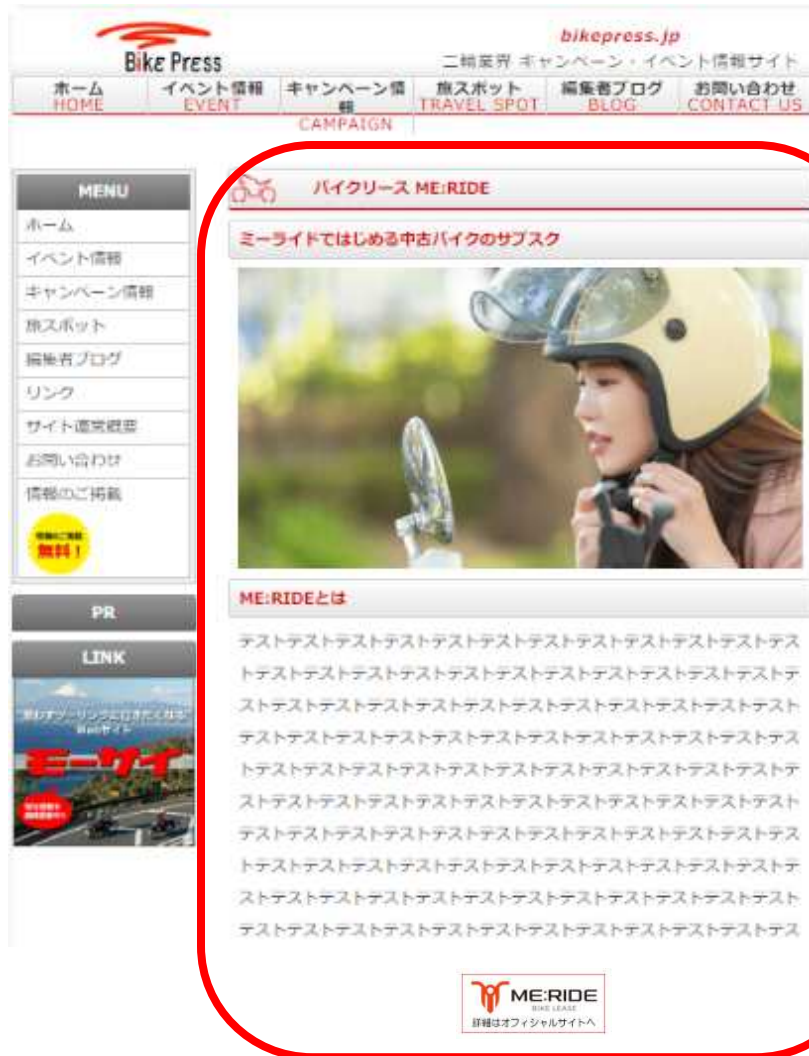 Bike Press
bikepress.jp
二輪業界 キャンペーン・イベント情報サイト
ホーム
HOME
イベント情報
EVENT
キャンペーン情報
CAMPAIGN
旅スポット
TRAVEL SPOT
編集者ブログ
BLOG
お問い合わせ
CONTACT US
MENU
ホーム
イベント情報
キャンペーン情報
旅スポット
編集者ブログ
リンク
サイト運営概要
お問い合わせ
情報のご掲載
情報のご掲載
無料！
PR
LINK
思わずツーリングに行きたくなる
Webサイト
モーサイ
バイクリース ME:RIDE
ミーライドではじめる中古バイクのサブスク
ME:RIDEとは
テストテストテストテストテストテストテストテストテストテストテストテス
トテストテストテストテストテストテストテストテストテストテストテストテ
ストテストテストテストテストテストテストテストテストテストテストテスト
テストテストテストテストテストテストテストテストテストテストテストテス
トテストテストテストテストテストテストテストテストテストテストテストテ
ストテストテストテストテストテストテストテストテストテストテストテスト
テストテストテストテストテストテストテストテストテストテストテストテス
トテストテストテストテストテストテストテストテストテストテストテストテ
ストテストテストテストテストテストテストテストテストテストテストテスト
テストテストテストテストテストテストテストテストテストテストテストテス
ME:RIDE
BIKE LEASE
詳細はオフィシャルサイトへ